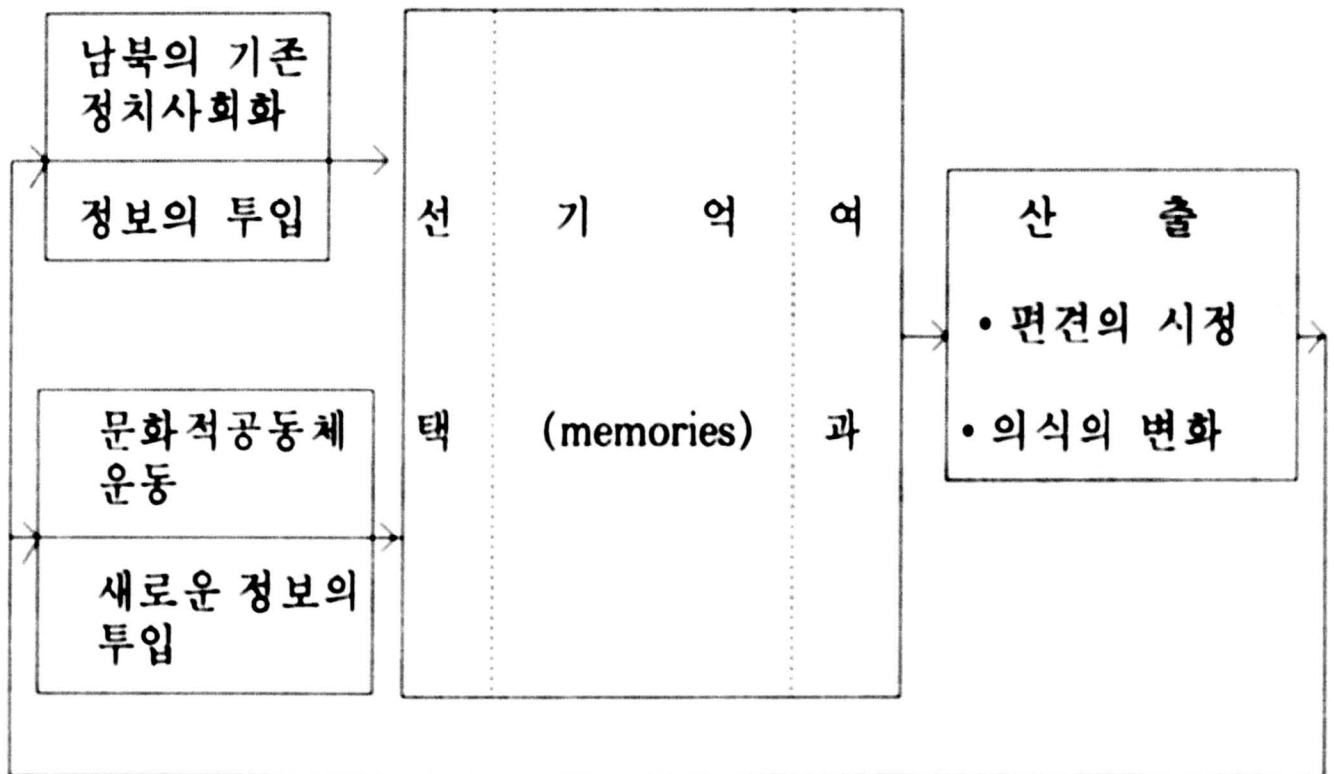 남북의 기존
정치사회화
정보의 투입
문화적공동체
운동
새로운 정보의
투입
선 기 억 여
택 (memories) 과
산 출
• 편견의 시정
• 의식의 변화